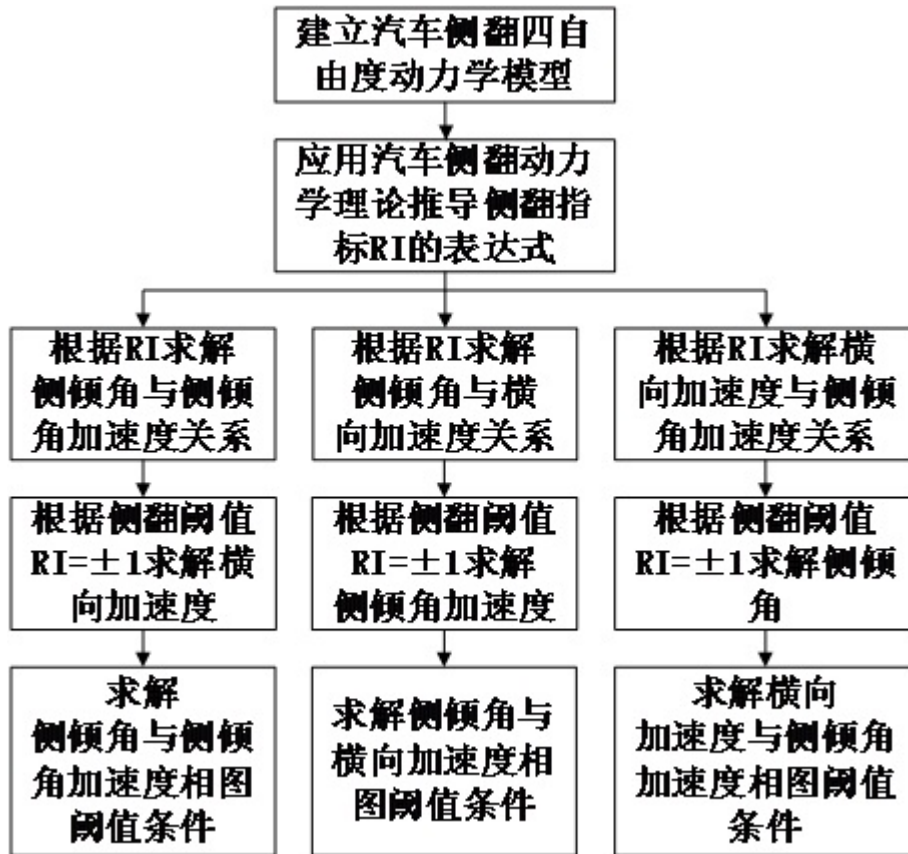 建立汽车侧翻四自
由度动力学模型
应用汽车侧翻动力
学理论推导侧翻指
标RI的表达式
根据RI求解
侧倾角与侧倾
角加速度关系
根据RI求解
侧倾角与横
向加速度关系
根据RI求解横
向加速度与侧倾
角加速度关系
根据侧翻阈值
RI=±1求解横
向加速度
根据侧翻阈值
RI=±1求解
侧倾角加速度
根据侧翻阈值
RI=±1求解侧倾
角
求解
侧倾角与侧倾
角加速度相图
阈值条件
求解侧倾角与
横向加速度相
图阈值条件
求解横向
加速度与侧倾角
加速度相图阈值
条件